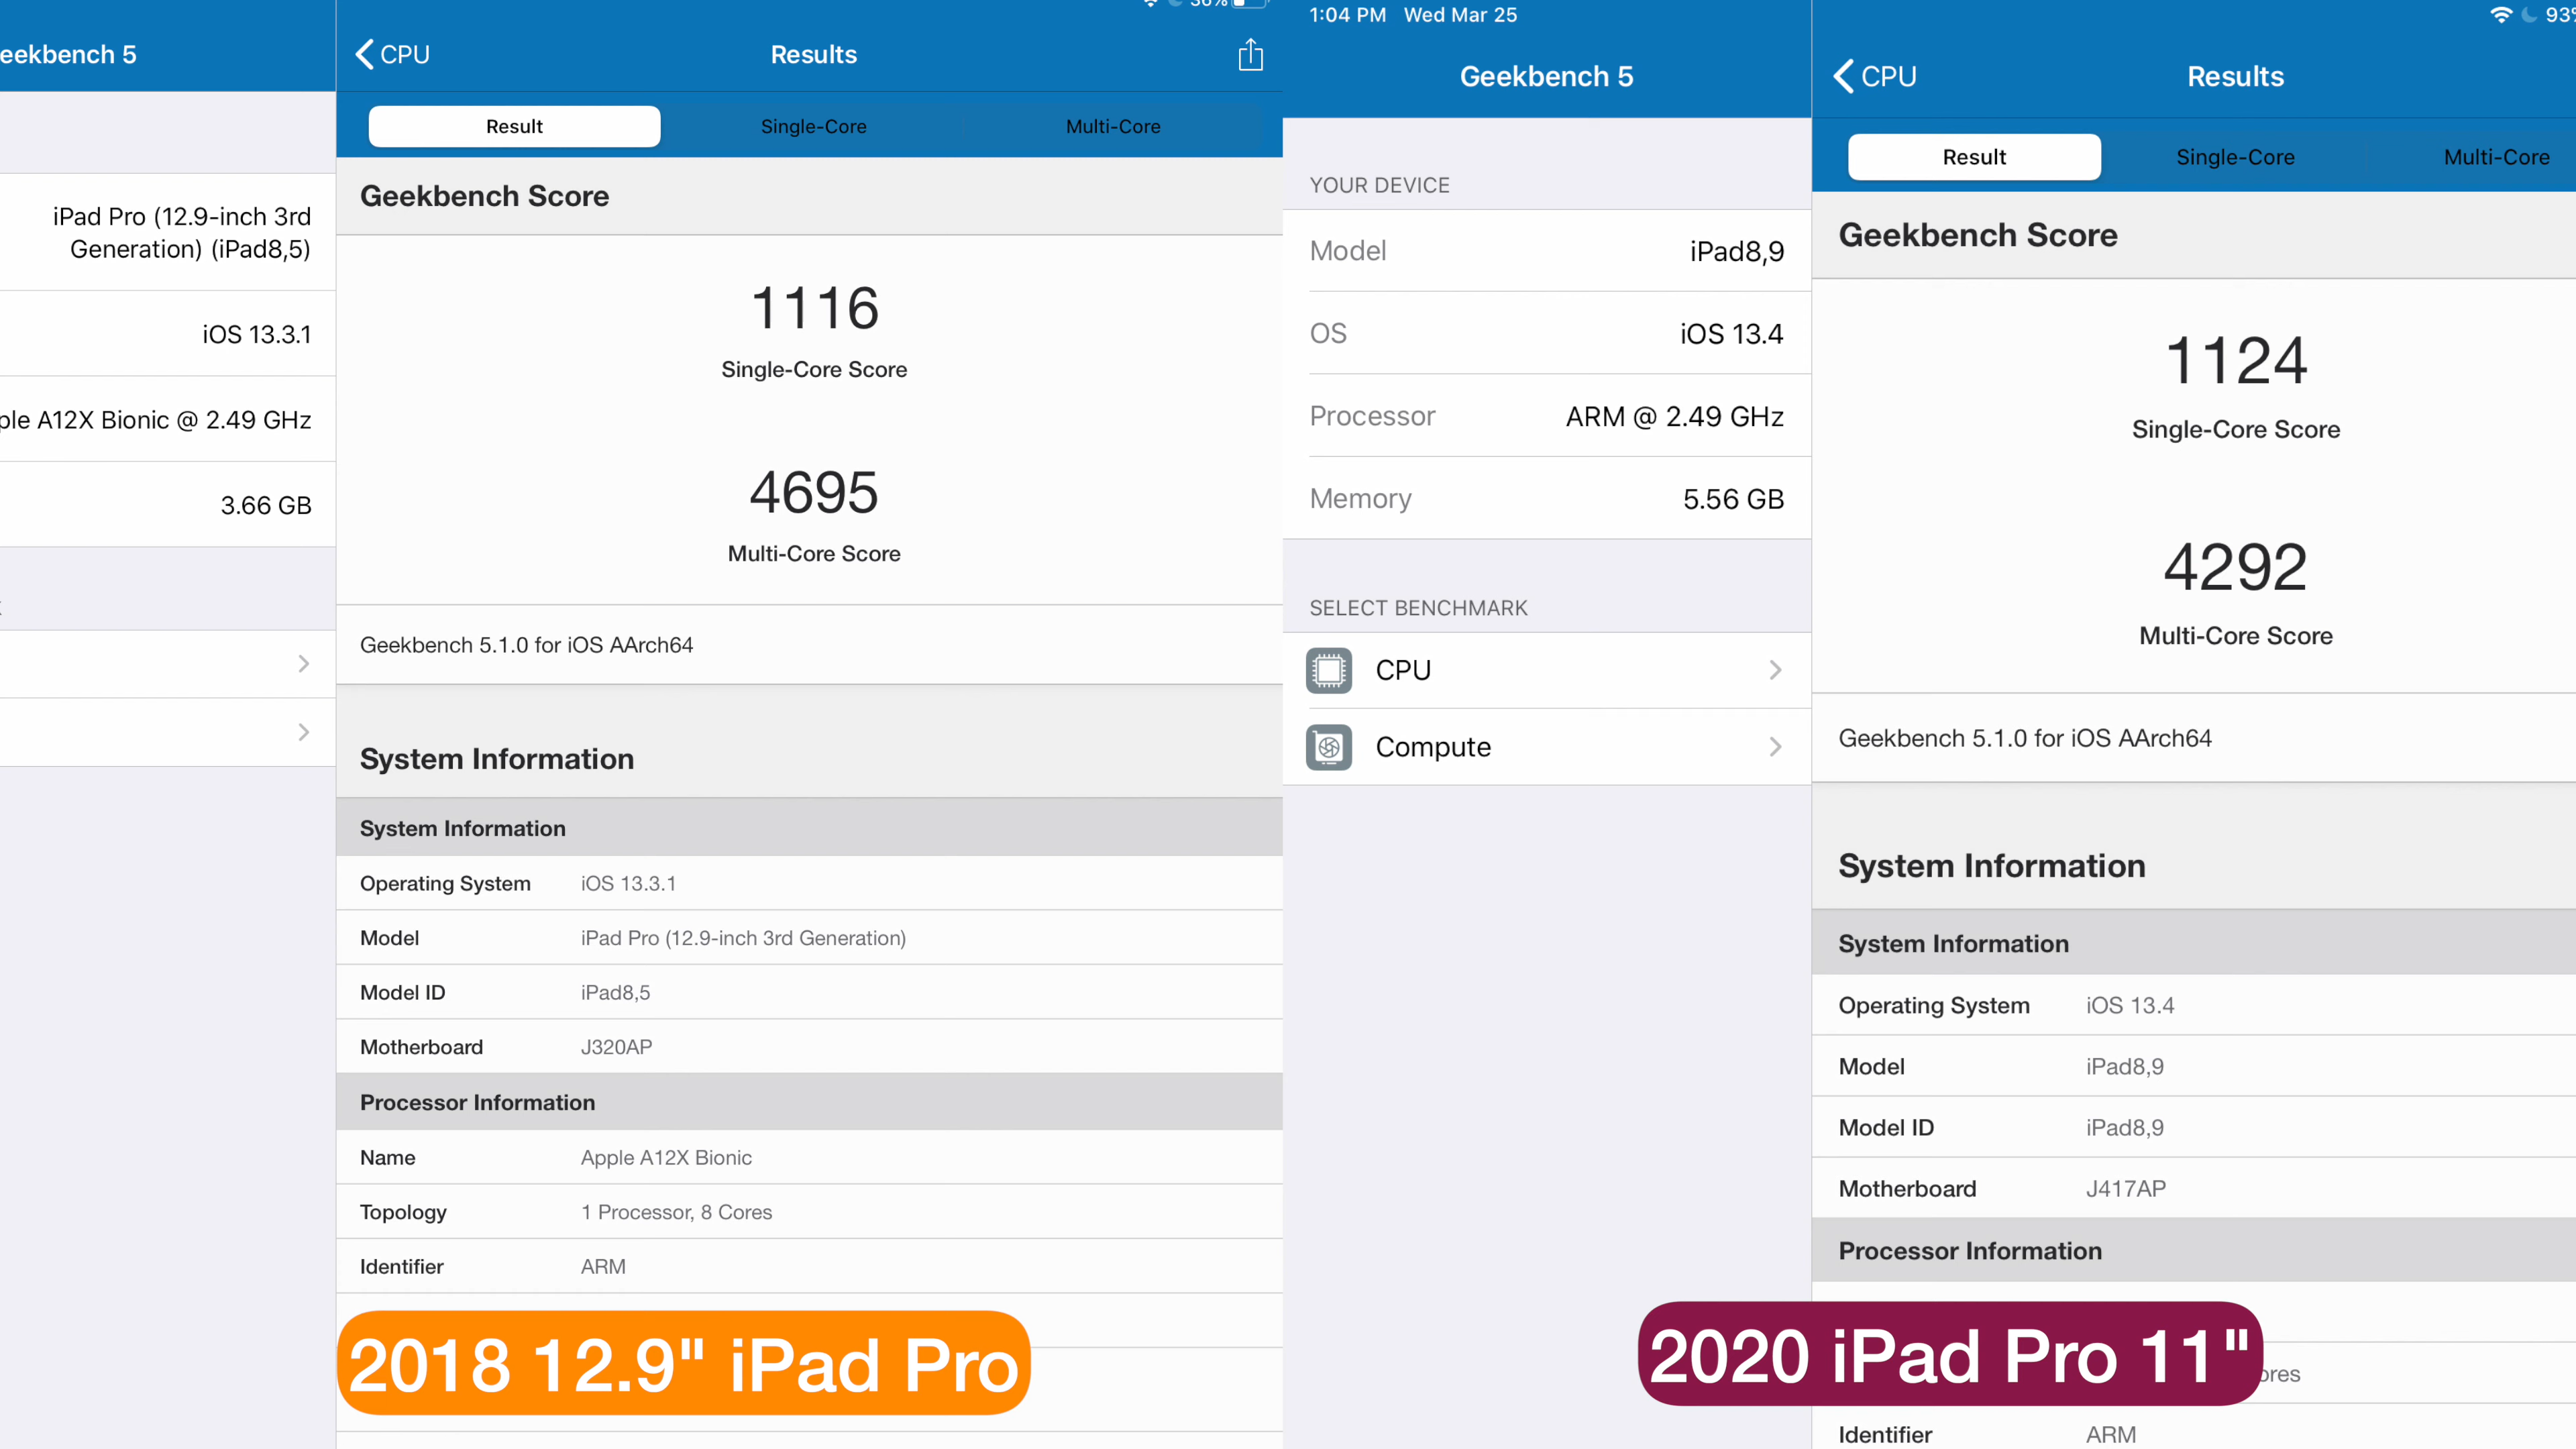 eekbench 5
iPad Pro (12.9-inch 3rd
Generation) (iPad8,5)
iOS 13.3.1
ple A12X Bionic @ 2.49 GHz
3.66 GB
36%
CPU
Results
Result
Single-Core
Multi-Core
Geekbench Score
1116
Single-Core Score
4695
Multi-Core Score
Geekbench 5.1.0 for iOS AArch64
System Information
System Information
Operating System iOS 13.3.1
Model iPad Pro (12.9-inch 3rd Generation)
Model ID iPad8,5
Motherboard J320AP
Processor Information
Name Apple A12X Bionic
Topology 1 Processor, 8 Cores
Identifier ARM
2018 12.9" iPad Pro
1:04 PM Wed Mar 25
Geekbench 5
YOUR DEVICE
Model iPad8,9
OS iOS 13.4
Processor ARM @ 2.49 GHz
Memory 5.56 GB
SELECT BENCHMARK
CPU
Compute
93%
CPU
Results
Result
Single-Core
Multi-Core
Geekbench Score
1124
Single-Core Score
4292
Multi-Core Score
Geekbench 5.1.0 for iOS AArch64
System Information
System Information
Operating System iOS 13.4
Model iPad8,9
Model ID iPad8,9
Motherboard J417AP
Processor Information
2020 iPad Pro 11"
ores
Identifier ARM